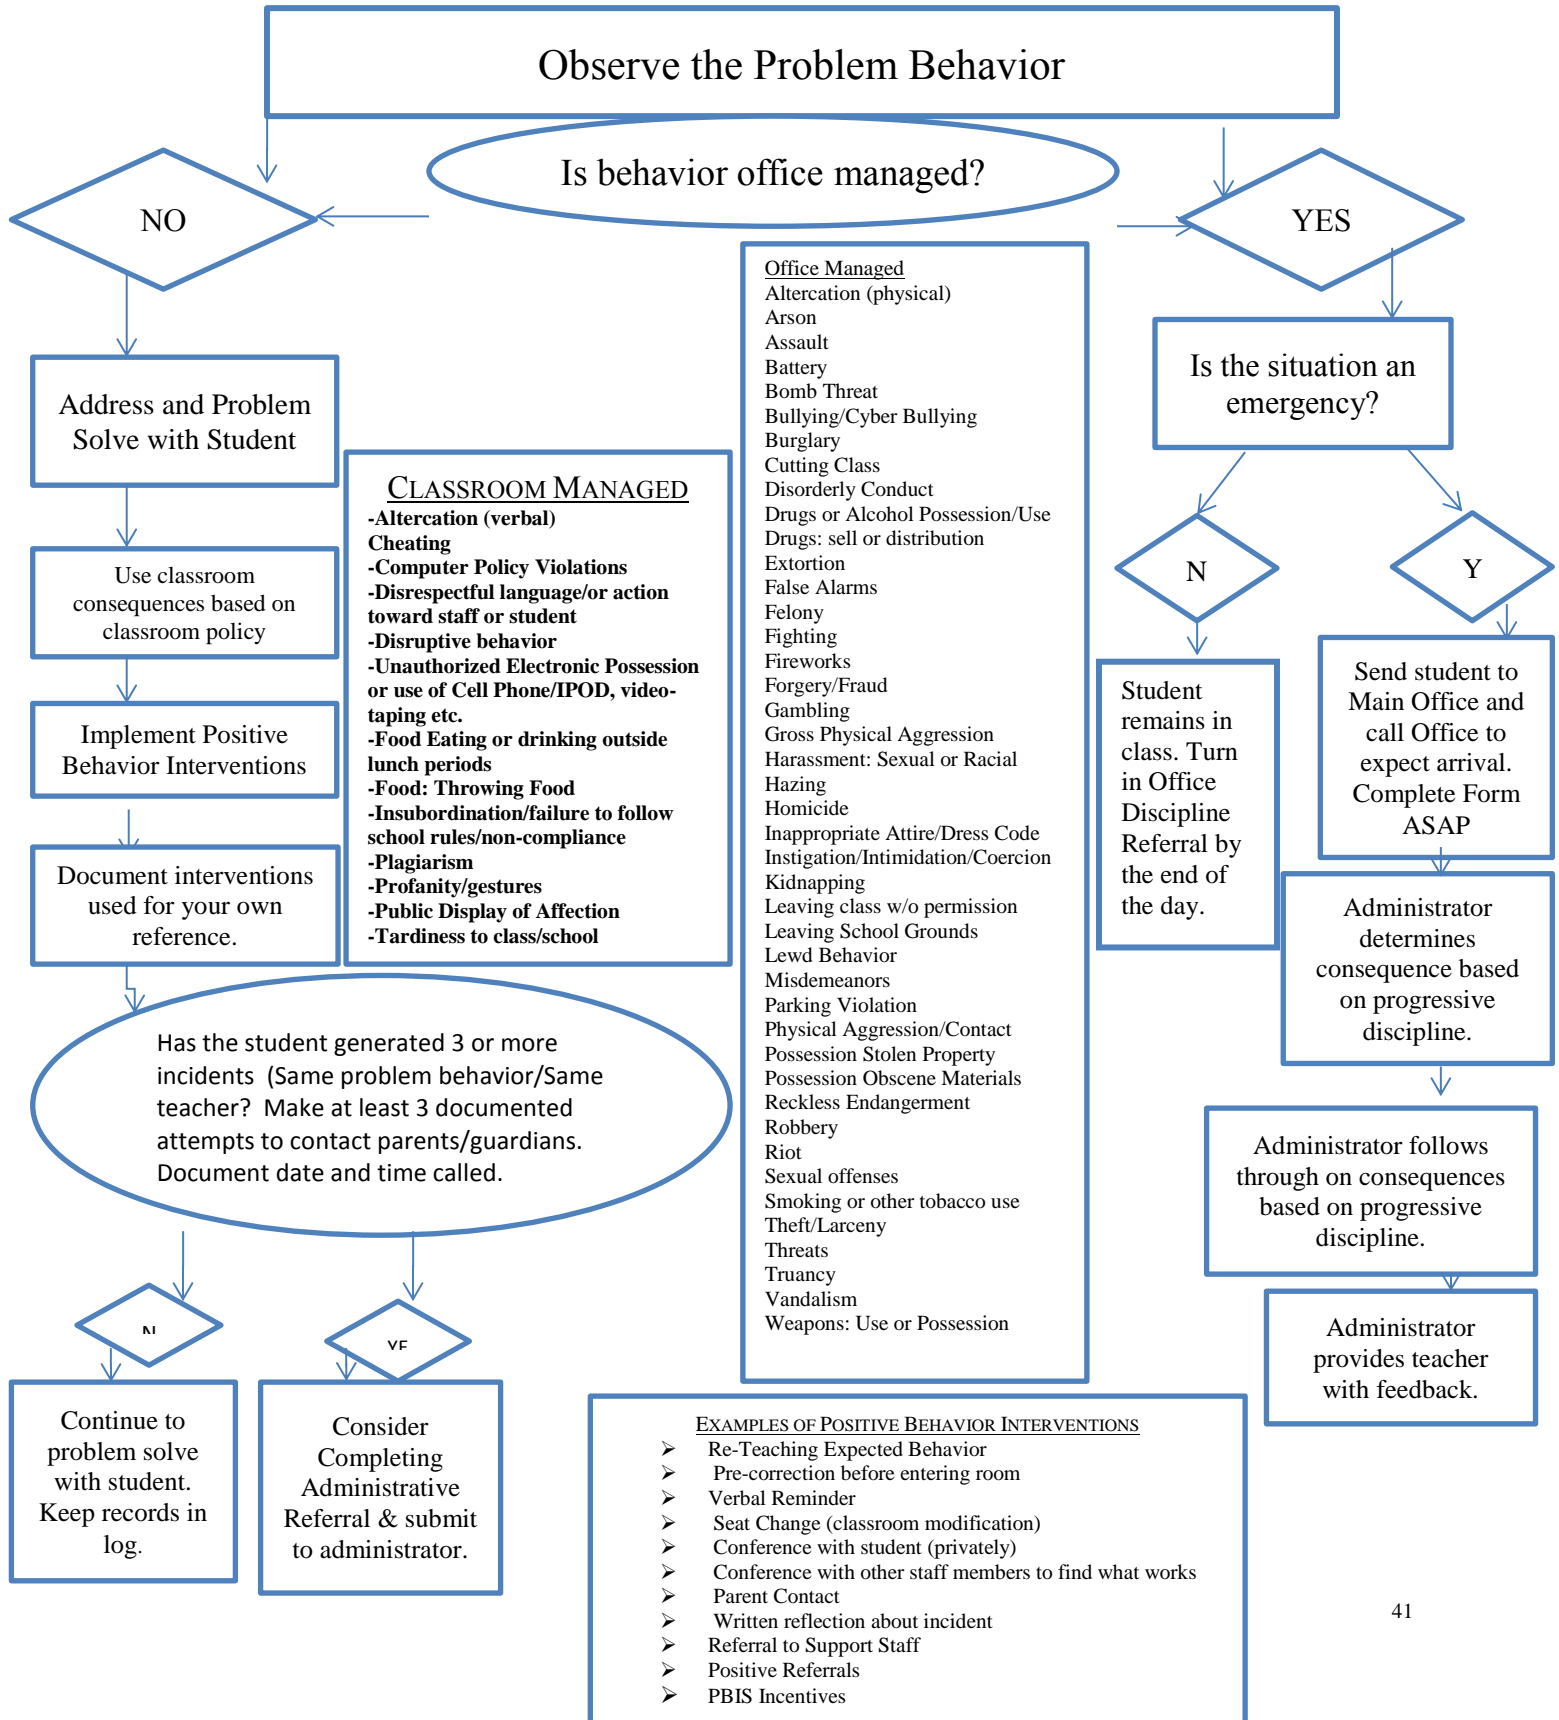 Observe the Problem Behavior
Is behavior office managed?
NO
YES
Address and Problem
Solve with Student
Use classroom
consequences based on
classroom policy
Implement Positive
Behavior Interventions
Document interventions
used for your own
reference.
CLASSROOM MANAGED
-Altercation (verbal)
Cheating
-Computer Policy Violations
-Disrespectful language/or action
toward staff or student
-Disruptive behavior
-Unauthorized Electronic Possession
or use of Cell Phone/IPOD, video-
taping etc.
-Food Eating or drinking outside
lunch periods
-Food: Throwing Food
-Insubordination/failure to follow
school rules/non-compliance
-Plagiarism
-Profanity/gestures
-Public Display of Affection
-Tardiness to class/school
Has the student generated 3 or more
incidents (Same problem behavior/Same
teacher? Make at least 3 documented
attempts to contact parents/guardians.
Document date and time called.
Continue to
problem solve
with student.
Keep records in
log.
Consider
Completing
Administrative
Referral & submit
to administrator.
Office Managed
Altercation (physical)
Arson
Assault
Battery
Bomb Threat
Bullying/Cyber Bullying
Burglary
Cutting Class
Disorderly Conduct
Drugs or Alcohol Possession/Use
Drugs: sell or distribution
Extortion
False Alarms
Felony
Fighting
Fireworks
Forgery/Fraud
Gambling
Gross Physical Aggression
Harassment: Sexual or Racial
Hazing
Homicide
Inappropriate Attire/Dress Code
Instigation/Intimidation/Coercion
Kidnapping
Leaving class w/o permission
Leaving School Grounds
Lewd Behavior
Misdemeanors
Parking Violation
Physical Aggression/Contact
Possession Stolen Property
Possession Obscene Materials
Reckless Endangerment
Robbery
Riot
Sexual offenses
Smoking or other tobacco use
Theft/Larceny
Threats
Truancy
Vandalism
Weapons: Use or Possession
Is the situation an
emergency?
N
Y
Student
remains in
class. Turn
in Office
Discipline
Referral by
the end of
the day.
Send student to
Main Office and
call Office to
expect arrival.
Complete Form
ASAP
Administrator
determines
consequence based
on progressive
discipline.
Administrator follows
through on consequences
based on progressive
discipline.
Administrator
provides teacher
with feedback.
EXAMPLES OF POSITIVE BEHAVIOR INTERVENTIONS
➢ Re-Teaching Expected Behavior
➢ Pre-correction before entering room
➢ Verbal Reminder
➢ Seat Change (classroom modification)
➢ Conference with student (privately)
➢ Conference with other staff members to find what works
➢ Parent Contact
➢ Written reflection about incident
➢ Referral to Support Staff
➢ Positive Referrals
➢ PBIS Incentives
41